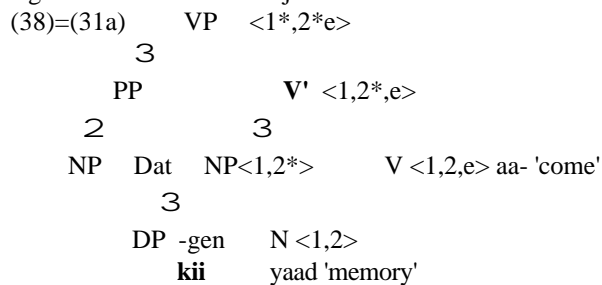 (38)=(31a) VP <1*,2*e>
3
PP V' <1,2*,e>
2 3
NP Dat NP<1,2*> V <1,2,e> aa- 'come'
3
DP -gen N <1,2>
kii yaad 'memory'